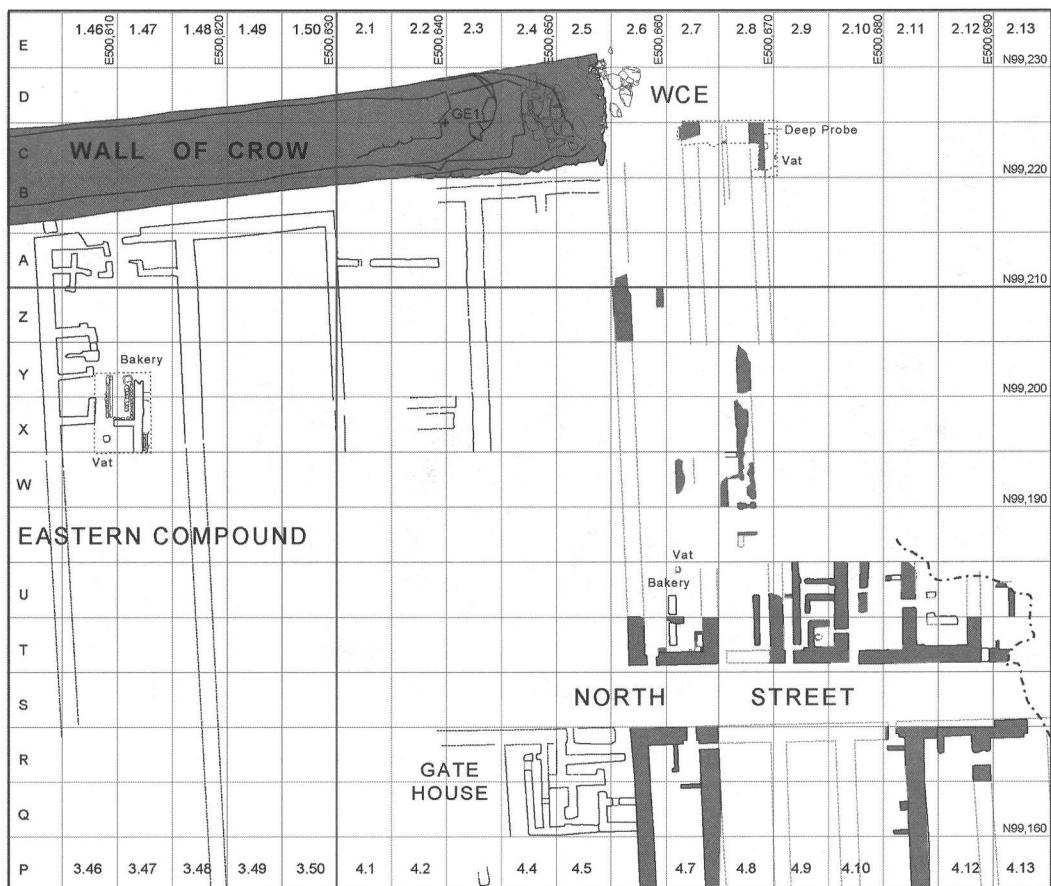 E 1.46 1.47 1.48 1.49 1.50 2.1 2.2 2.4 2.5 2.6 2.7 2.8 2.9 2.10 2.11 2.12 2.13
E500,610 E500,620 E500,630 E500,640 E500,650 E500,660 E500,670 E500,680 E500,690
N99,230
D WCE
GE1
Deep Probe
C WALL OF CROW
Vat
N99,220
B
A
N99,210
Z
Y Bakery
N99,200
X
Vat
W
N99,190
EASTERN COMPOUND
Vat
U Bakery
T
S NORTH STREET
R
GATE
HOUSE
Q
N99,160
P 3.46 3.47 3.48 3.49 3.50 4.1 4.2 4.4 4.5 4.7 4.8 4.9 4.10 4.12 4.13